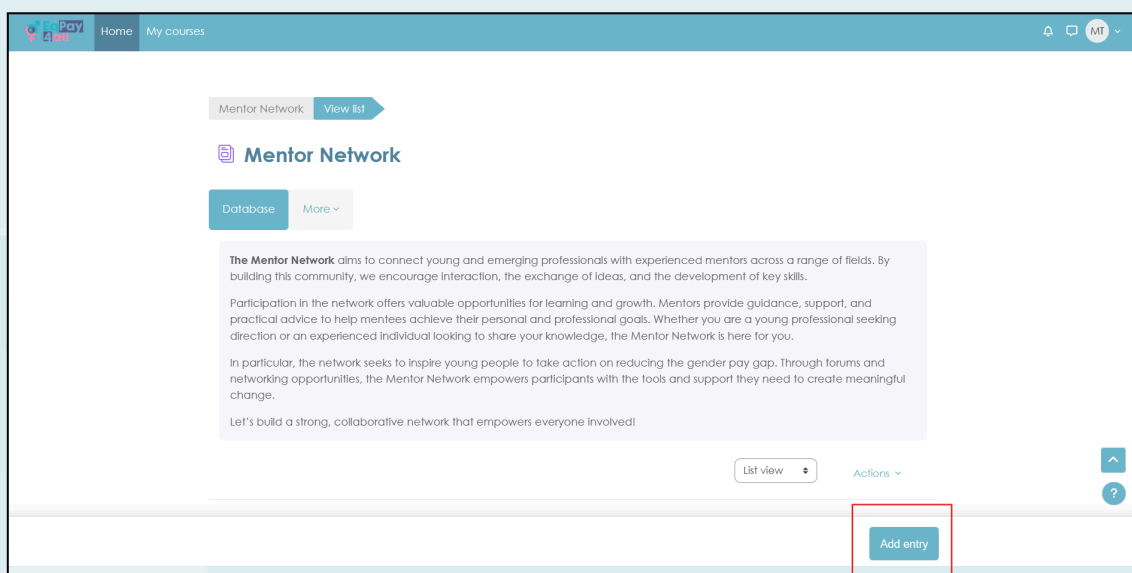 EqPay
4all
Home
My courses
MT
Mentor Network
View list
Mentor Network
Database
More
The Mentor Network aims to connect young and emerging professionals with experienced mentors across a range of fields. By
building this community, we encourage interaction, the exchange of ideas, and the development of key skills.
Participation in the network offers valuable opportunities for learning and growth. Mentors provide guidance, support, and
practical advice to help mentees achieve their personal and professional goals. Whether you are a young professional seeking
direction or an experienced individual looking to share your knowledge, the Mentor Network is here for you.
In particular, the network seeks to inspire young people to take action on reducing the gender pay gap. Through forums and
networking opportunities, the Mentor Network empowers participants with the tools and support they need to create meaningful
change.
Let's build a strong, collaborative network that empowers everyone involved!
List view
Actions
?
Add entry